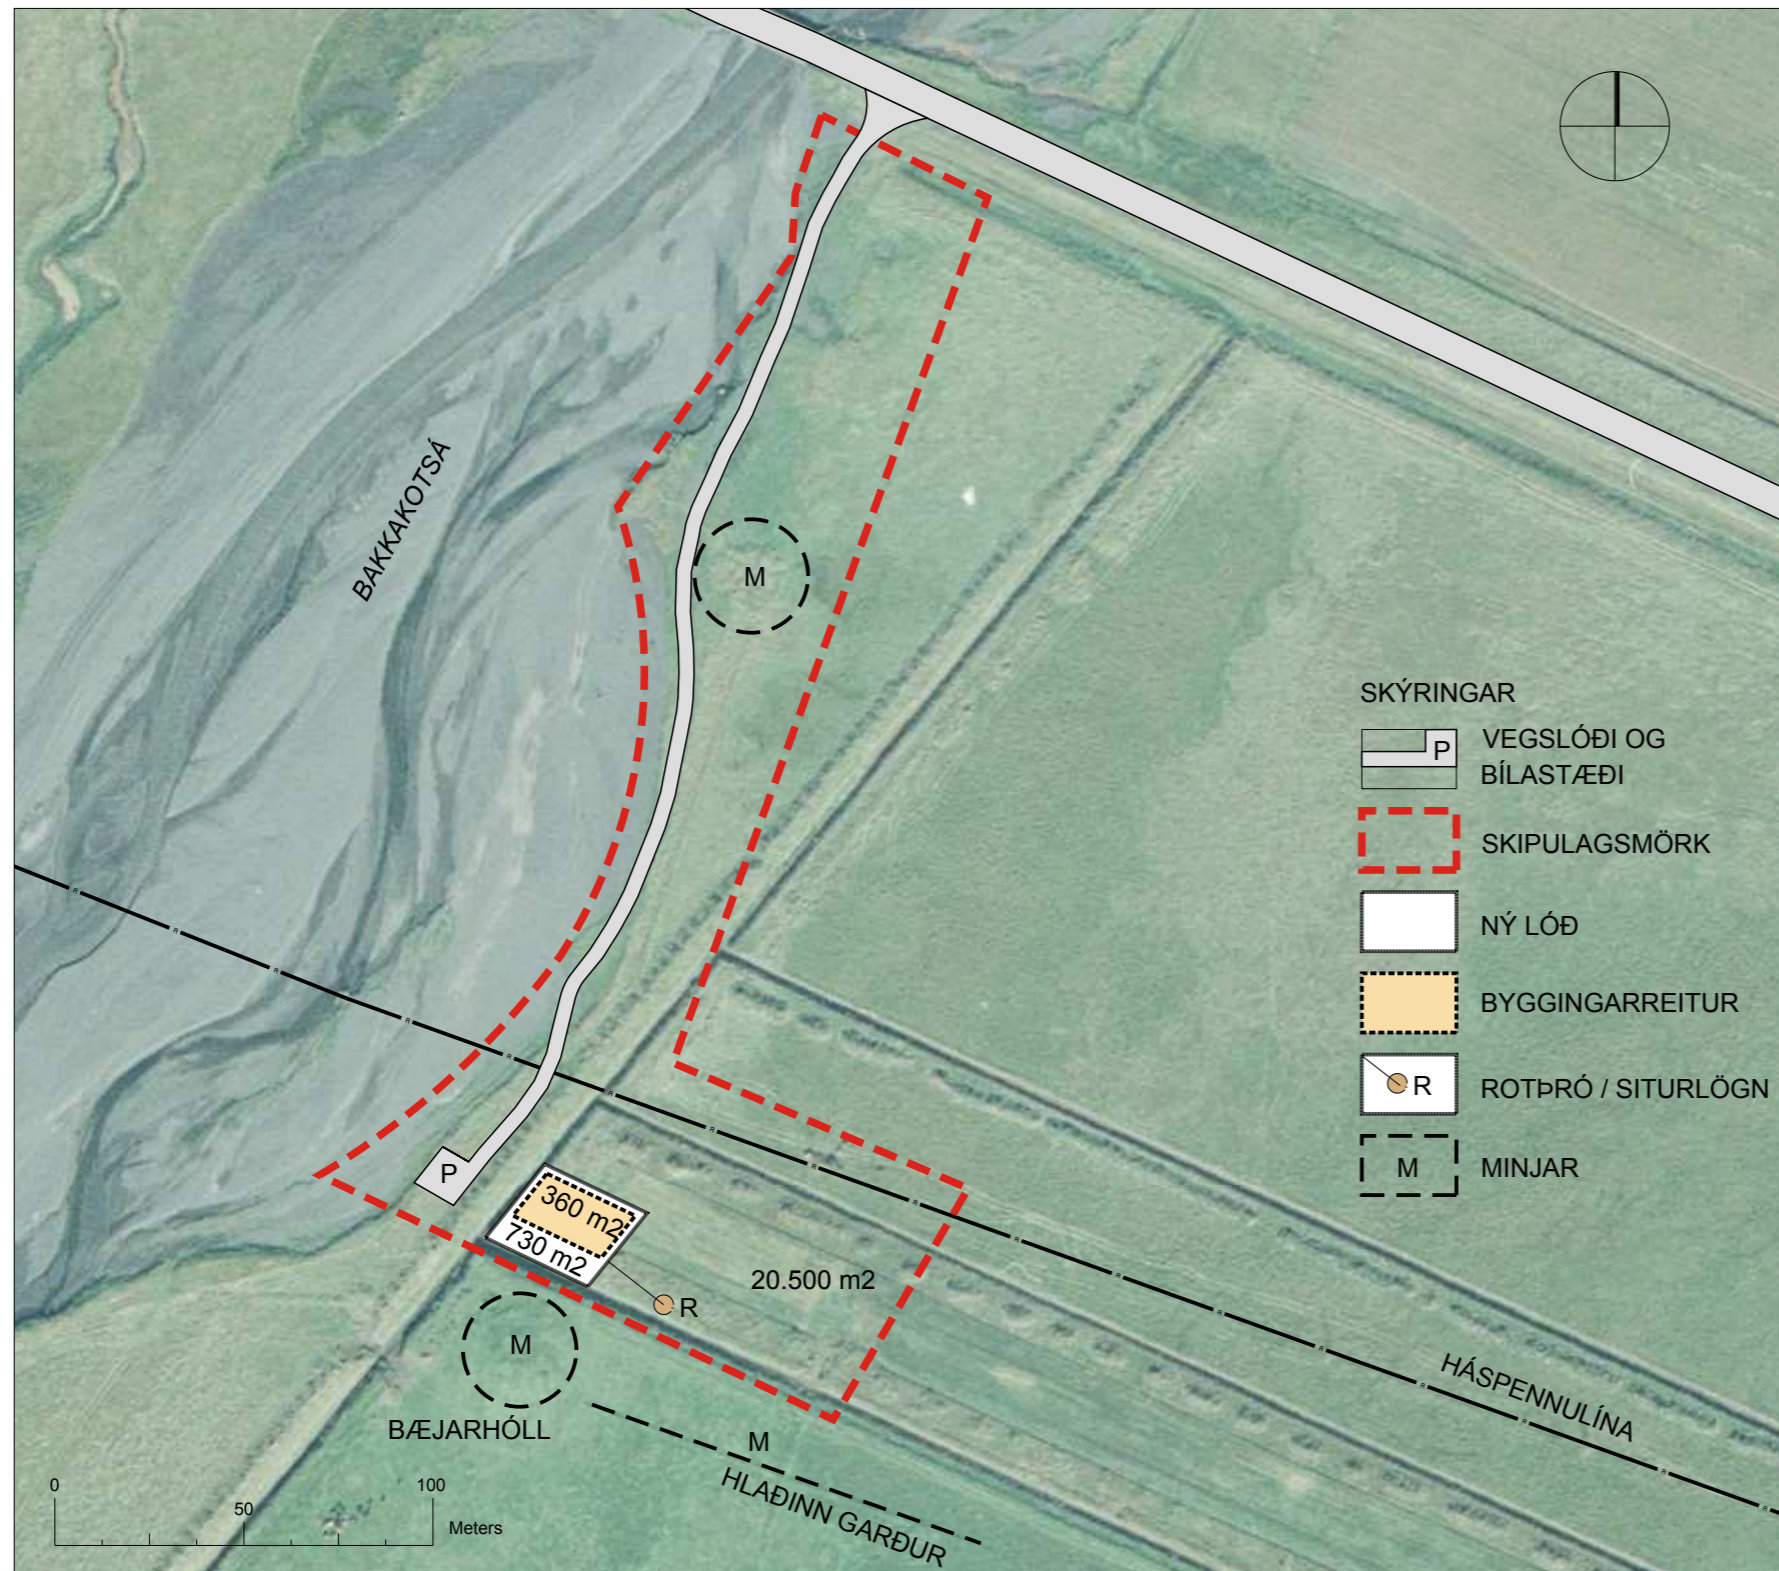 BAKKAKOTSÁ
M
SKÝRINGAR
P
VEGSLÓÐI OG
BÍLASTÆÐI
SKIPULAGSMÖRK
NÝ LÓÐ
BYGGINGARREITUR
R
ROTÞRÓ / SITURLÖGN
M
MINJAR
P
360 m2
730 m2
20.500 m2
R
M
BÆJARHÓLL
M
HLAÐINN GARÐUR
HÁSPENNULÍNA
0
50
100
Meters